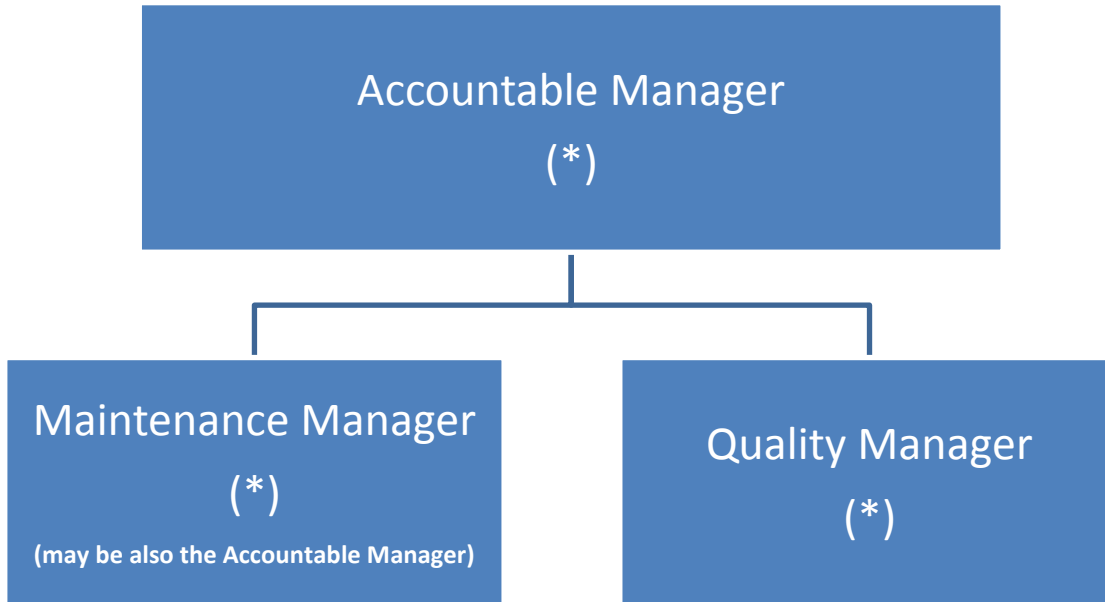 Accountable Manager
(*)
Maintenance Manager
(*)
(may be also the Accountable Manager)
Quality Manager
(*)